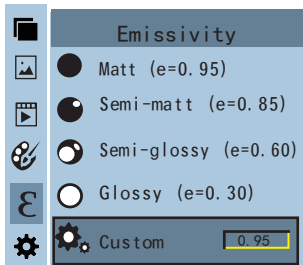 Emissivity
Matt (e=0.95)
Semi-matt (e=0.85)
Semi-glossy (e=0.60)
Glossy (e=0.30)
ε
Custom 0.95